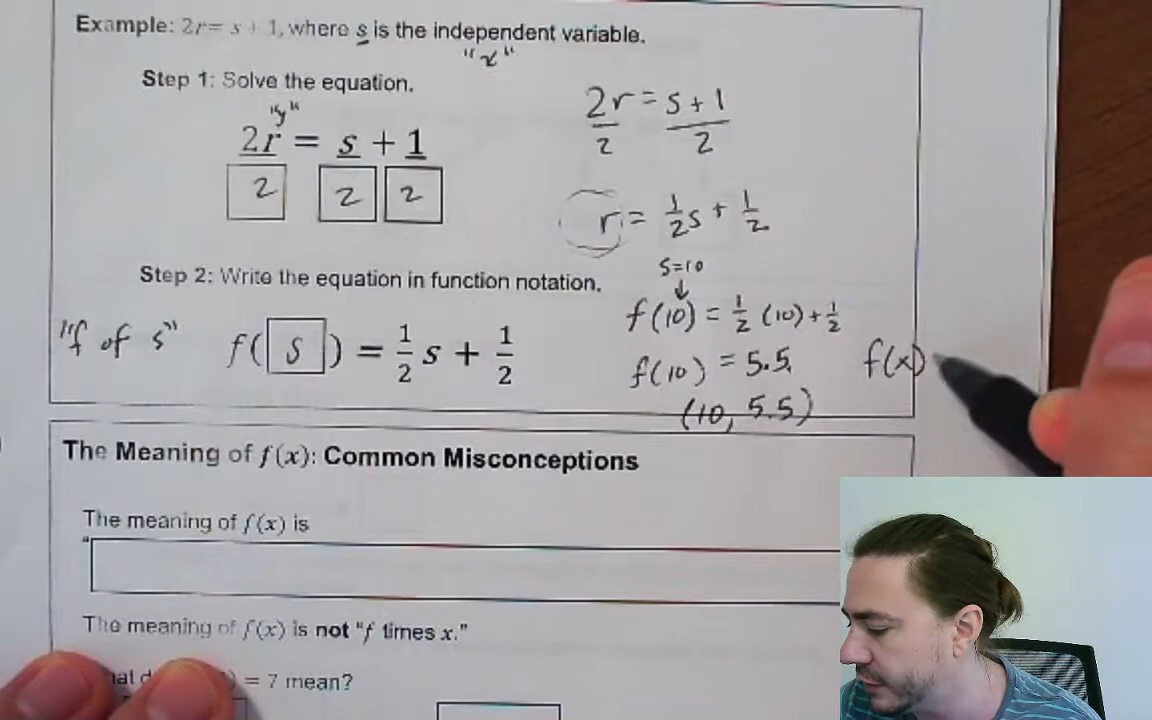 Example: 2r = s + 1, where s is the independent variable.
"x"
Step 1: Solve the equation.
"y"
2r = s + 1
2 2 2
2r = s + 1
2 2
r = 1/2 s + 1/2
Step 2: Write the equation in function notation.
s=10
↓
"f of s" f( s ) = 1/2 s + 1/2
f(10) = 1/2 (10) + 1/2
f(10) = 5.5
(10, 5.5)
f(x)
The Meaning of f(x): Common Misconceptions
The meaning of f(x) is
The meaning of f(x) is not "f times x."
) = 7 mean?